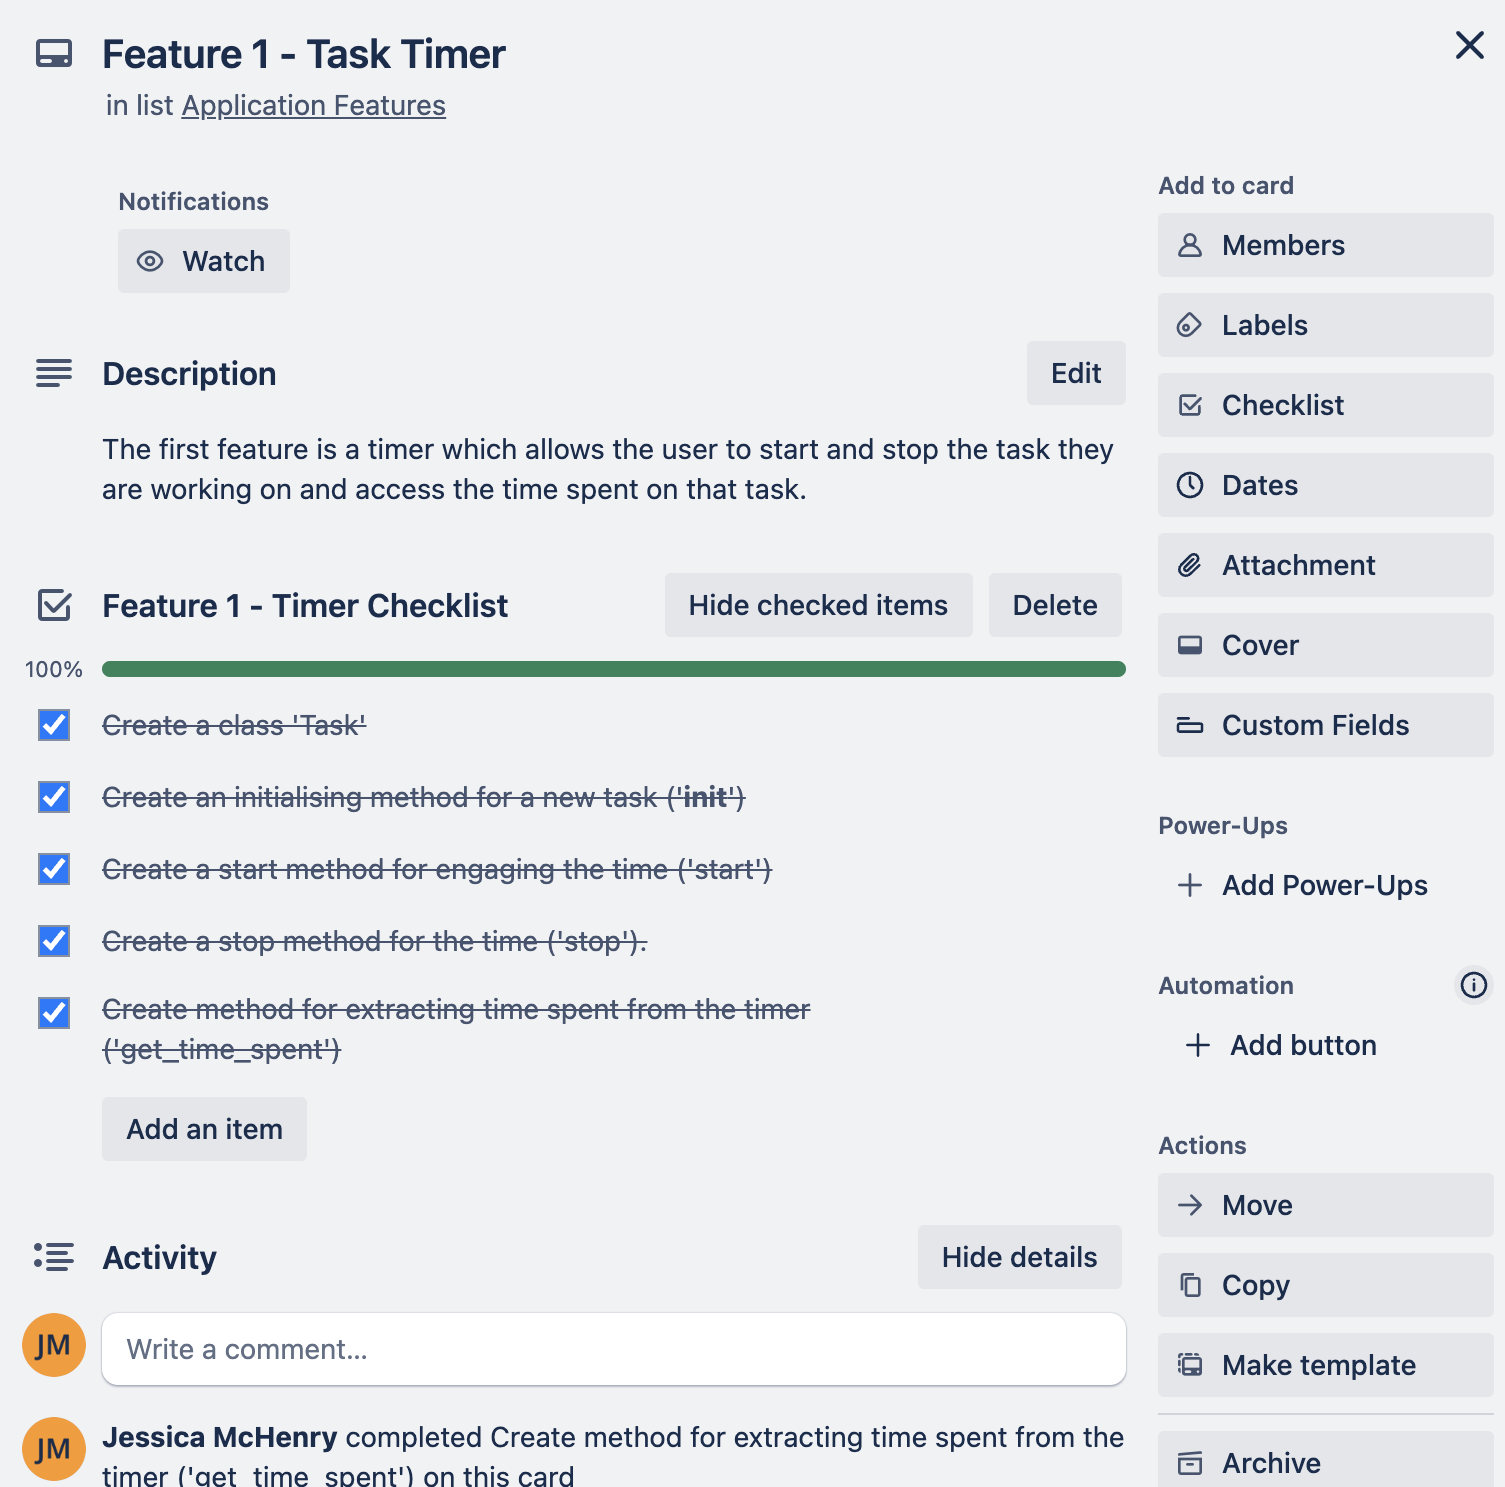 Feature 1 - Task Timer
in list Application Features
Notifications
Watch
Description
Edit
The first feature is a timer which allows the user to start and stop the task they
are working on and access the time spent on that task.
Feature 1 - Timer Checklist
Hide checked items
Delete
100%
Create a class 'Task'
Create an initialising method for a new task ('init')
Create a start method for engaging the time ('start')
Create a stop method for the time ('stop').
Create method for extracting time spent from the timer
('get_time_spent')
Add an item
Activity
Hide details
JM
Write a comment...
JM
Jessica McHenry completed Create method for extracting time spent from the
timer ('get_time_spent') on this card
Add to card
Members
Labels
Checklist
Dates
Attachment
Cover
Custom Fields
Power-Ups
Add Power-Ups
Automation
Add button
Actions
Move
Copy
Make template
Archive